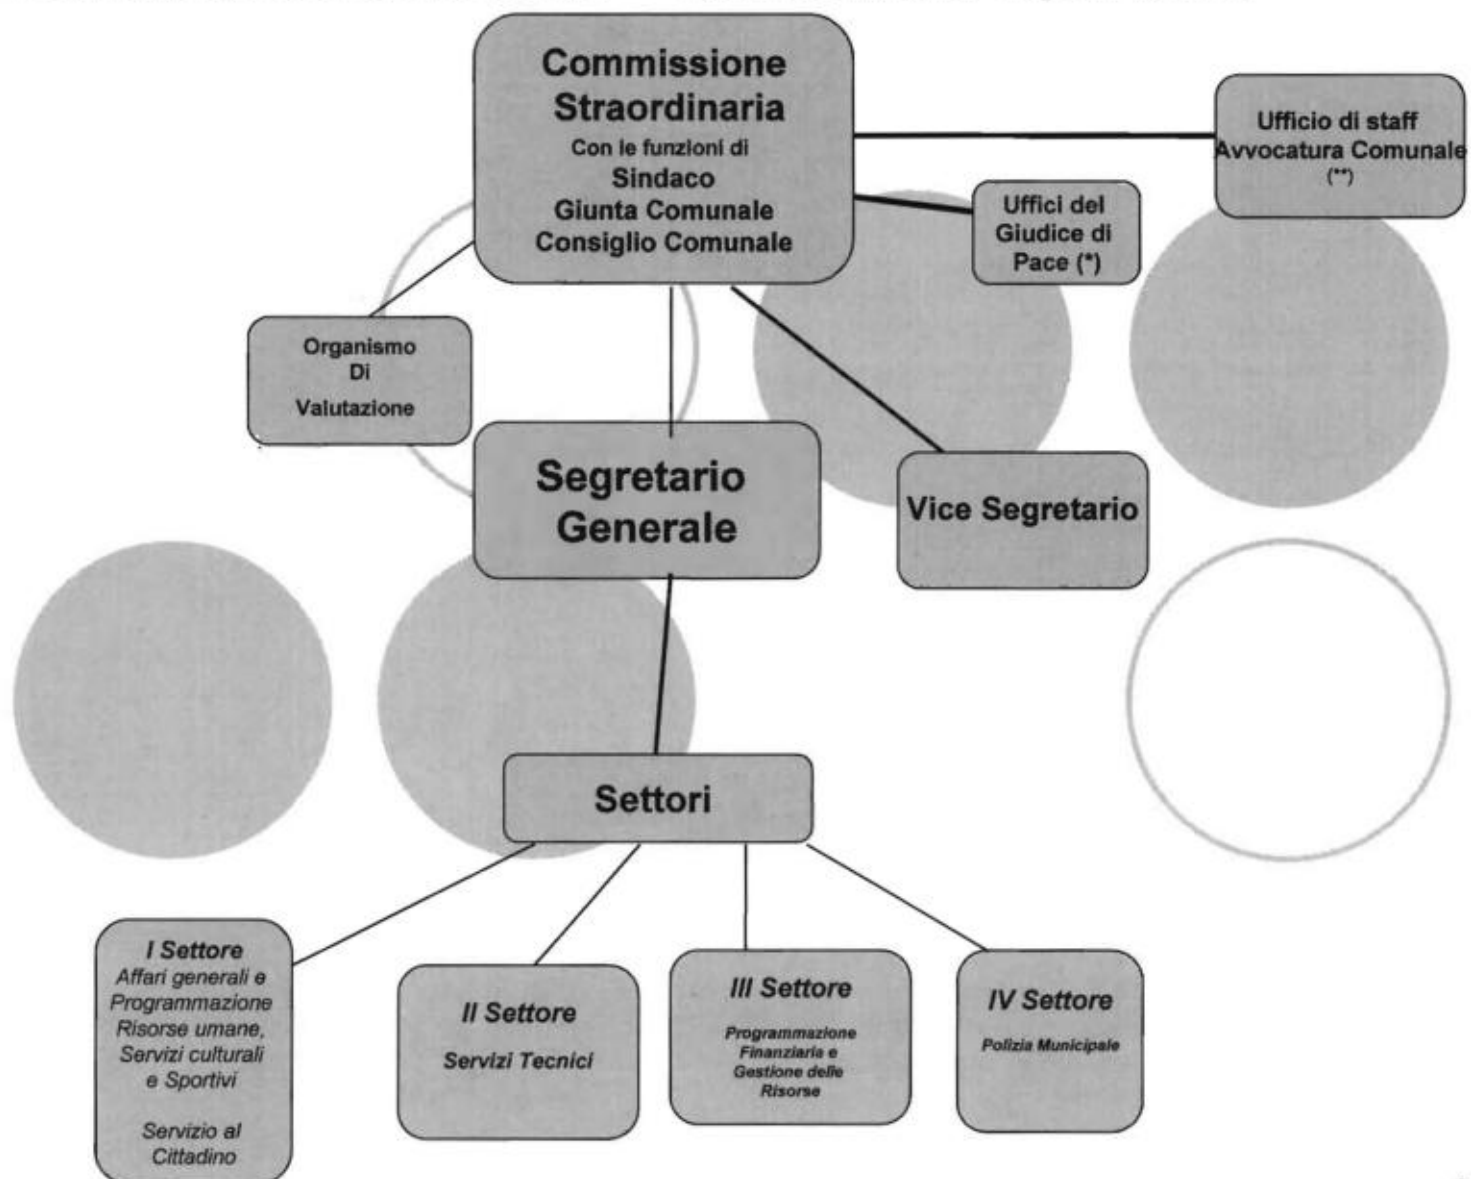 Commissione
Straordinaria
Con le funzioni di
Sindaco
Giunta Comunale
Consiglio Comunale
Ufficio di staff
Avvocatura Comunale
(**)
Uffici del
Giudice di
Pace (*)
Organismo
Di
Valutazione
Segretario
Generale
Vice Segretario
Settori
I Settore
Affari generali e
Programmazione
Risorse umane,
Servizi culturali
e Sportivi
Servizio al
Cittadino
II Settore
Servizi Tecnici
III Settore
Programmazione
Finanziaria e
Gestione delle
Risorse
IV Settore
Polizia Municipale